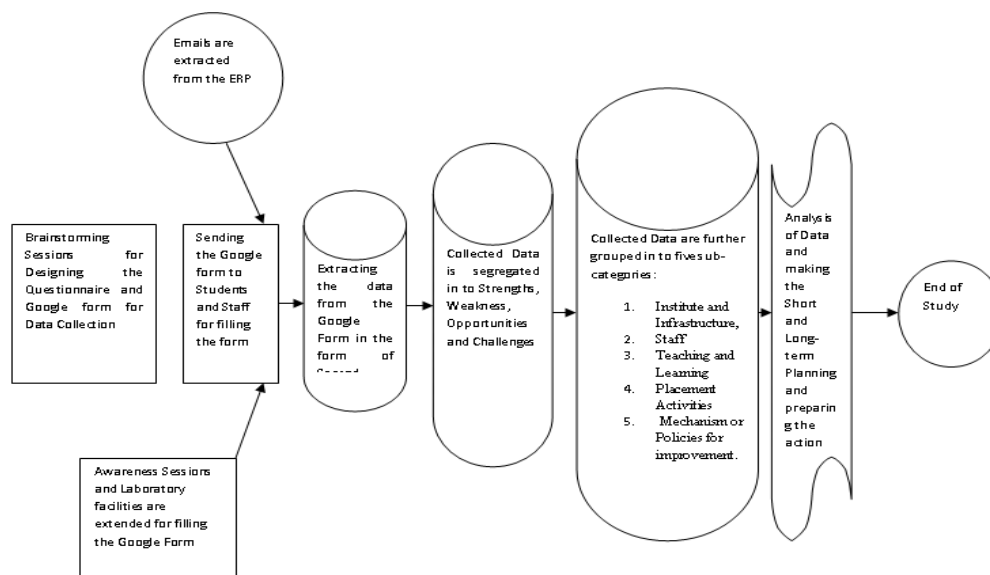 Emails are
extracted
from the ERP
Brainstorming
Sessions for
Designing the
Questionnaire and
Google form for
Data Collection
Sending
the Google
form to
Students
and Staff
for filling
the form
Awareness Sessions
and Laboratory
facilities are
extended for filling
the Google Form
Extracting
the data
from the
Google
Form in the
form of
Collected Data
is segregated
in to Strengths,
Weakness,
Opportunities
and Challenges
Collected Data are further
grouped in to fives sub-
categories:
1. Institute and
Infrastructure,
2. Staff
3. Teaching and
Learning
4. Placement
Activities
5. Mechanism or
Policies for
improvement.
Analysis
of Data and
making
the
Short
and
Long-
term
Planning
and
preparin
g the
action
End of
Study